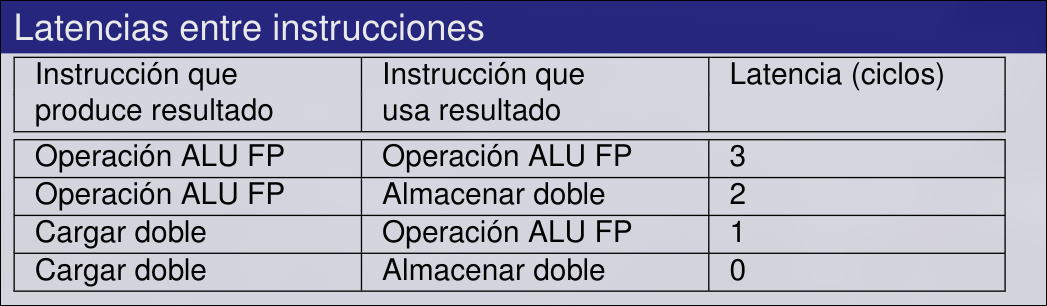 Latencias entre instrucciones
Instrucción que produce resultado Instrucción que usa resultado Latencia (ciclos)
Operación ALU FP Operación ALU FP 3
Operación ALU FP Almacenar doble 2
Cargar doble Operación ALU FP 1
Cargar doble Almacenar doble 0